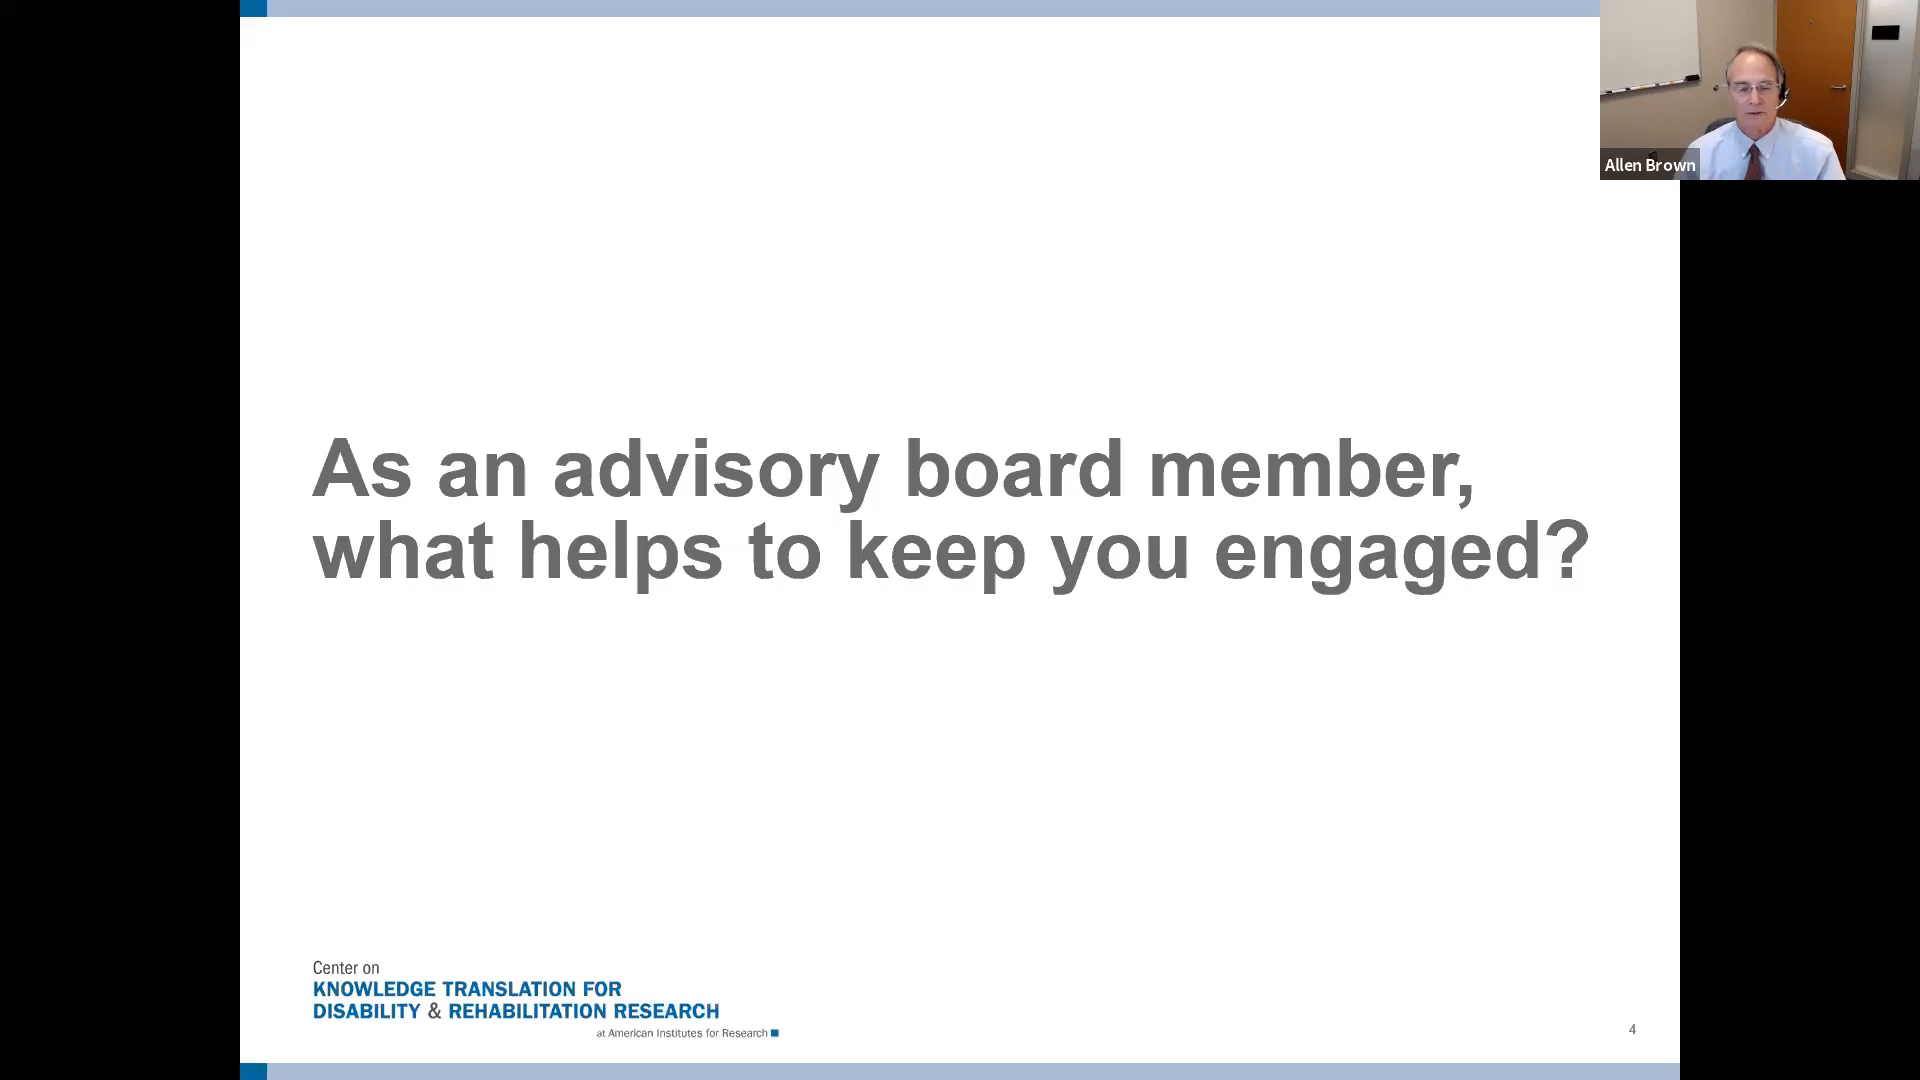 Allen Brown
As an advisory board member,
what helps to keep you engaged?
Center on
KNOWLEDGE TRANSLATION FOR
DISABILITY & REHABILITATION RESEARCH
at American Institutes for Research
4